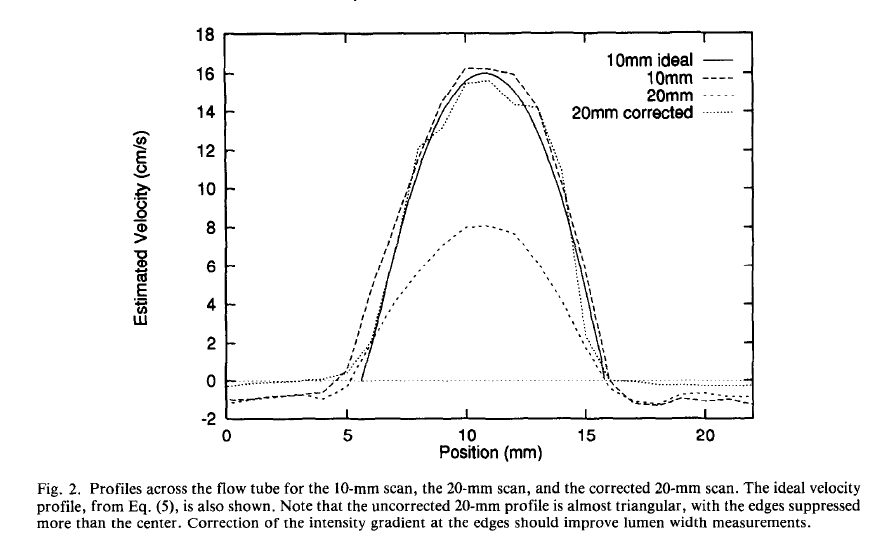 18
16
14
12
10
8
6
4
2
0
-2
Estimated Velocity (cm/s)
10mm ideal
10mm
20mm
20mm corrected
0 5 10 15 20
Position (mm)
Fig. 2. Profiles across the flow tube for the 10-mm scan, the 20-mm scan, and the corrected 20-mm scan. The ideal velocity
profile, from Eq. (5), is also shown. Note that the uncorrected 20-mm profile is almost triangular, with the edges suppressed
more than the center. Correction of the intensity gradient at the edges should improve lumen width measurements.